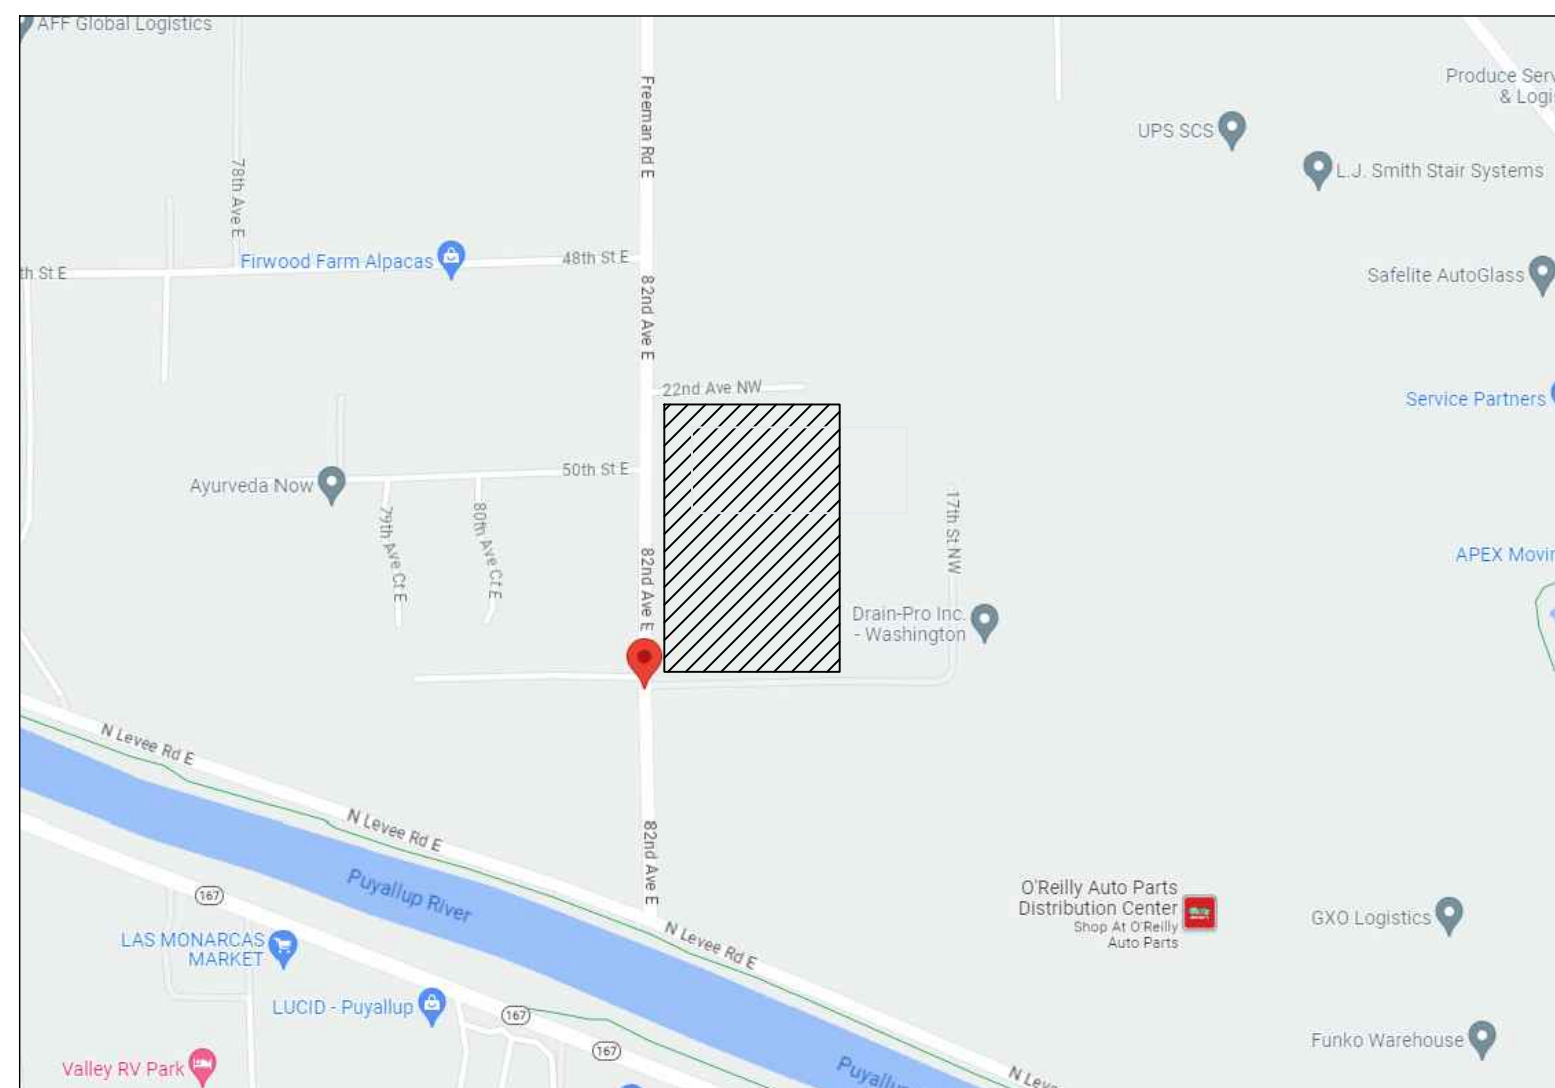 AFF Global Logistics
Freeman Rd E
Produce Serv
& Logi
UPS SCS
L.J. Smith Stair Systems
78th Ave E
Firwood Farm Alpacas
48th St E
th St E
82nd Ave E
Safelite AutoGlass
22nd Ave NW
Service Partners
50th St E
Ayurveda Now
79th Ave Ct E
80th Ave Ct E
82nd Ave E
17th St NW
APEX Movin
Drain-Pro Inc.
- Washington
N Levee Rd E
N Levee Rd E
82nd Ave E
Puyallup River
167
O'Reilly Auto Parts
Distribution Center
Shop At O'Reilly
Auto Parts
GXO Logistics
LAS MONARCAS
MARKET
N Levee Rd E
LUCID - Puyallup
167
167
Funko Warehouse
Valley RV Park
Puyallu
N Leve